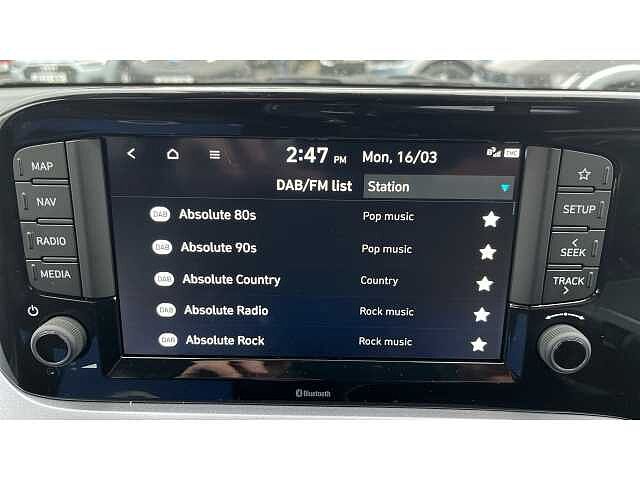 2:47 PM Mon, 16/03 TMC
DAB/FM list Station
DAB Absolute 80s Pop music
DAB Absolute 90s Pop music
DAB Absolute Country Country
DAB Absolute Radio Rock music
DAB Absolute Rock Rock music
MAP
NAV
RADIO
MEDIA
SETUP
< SEEK
TRACK >
Bluetooth